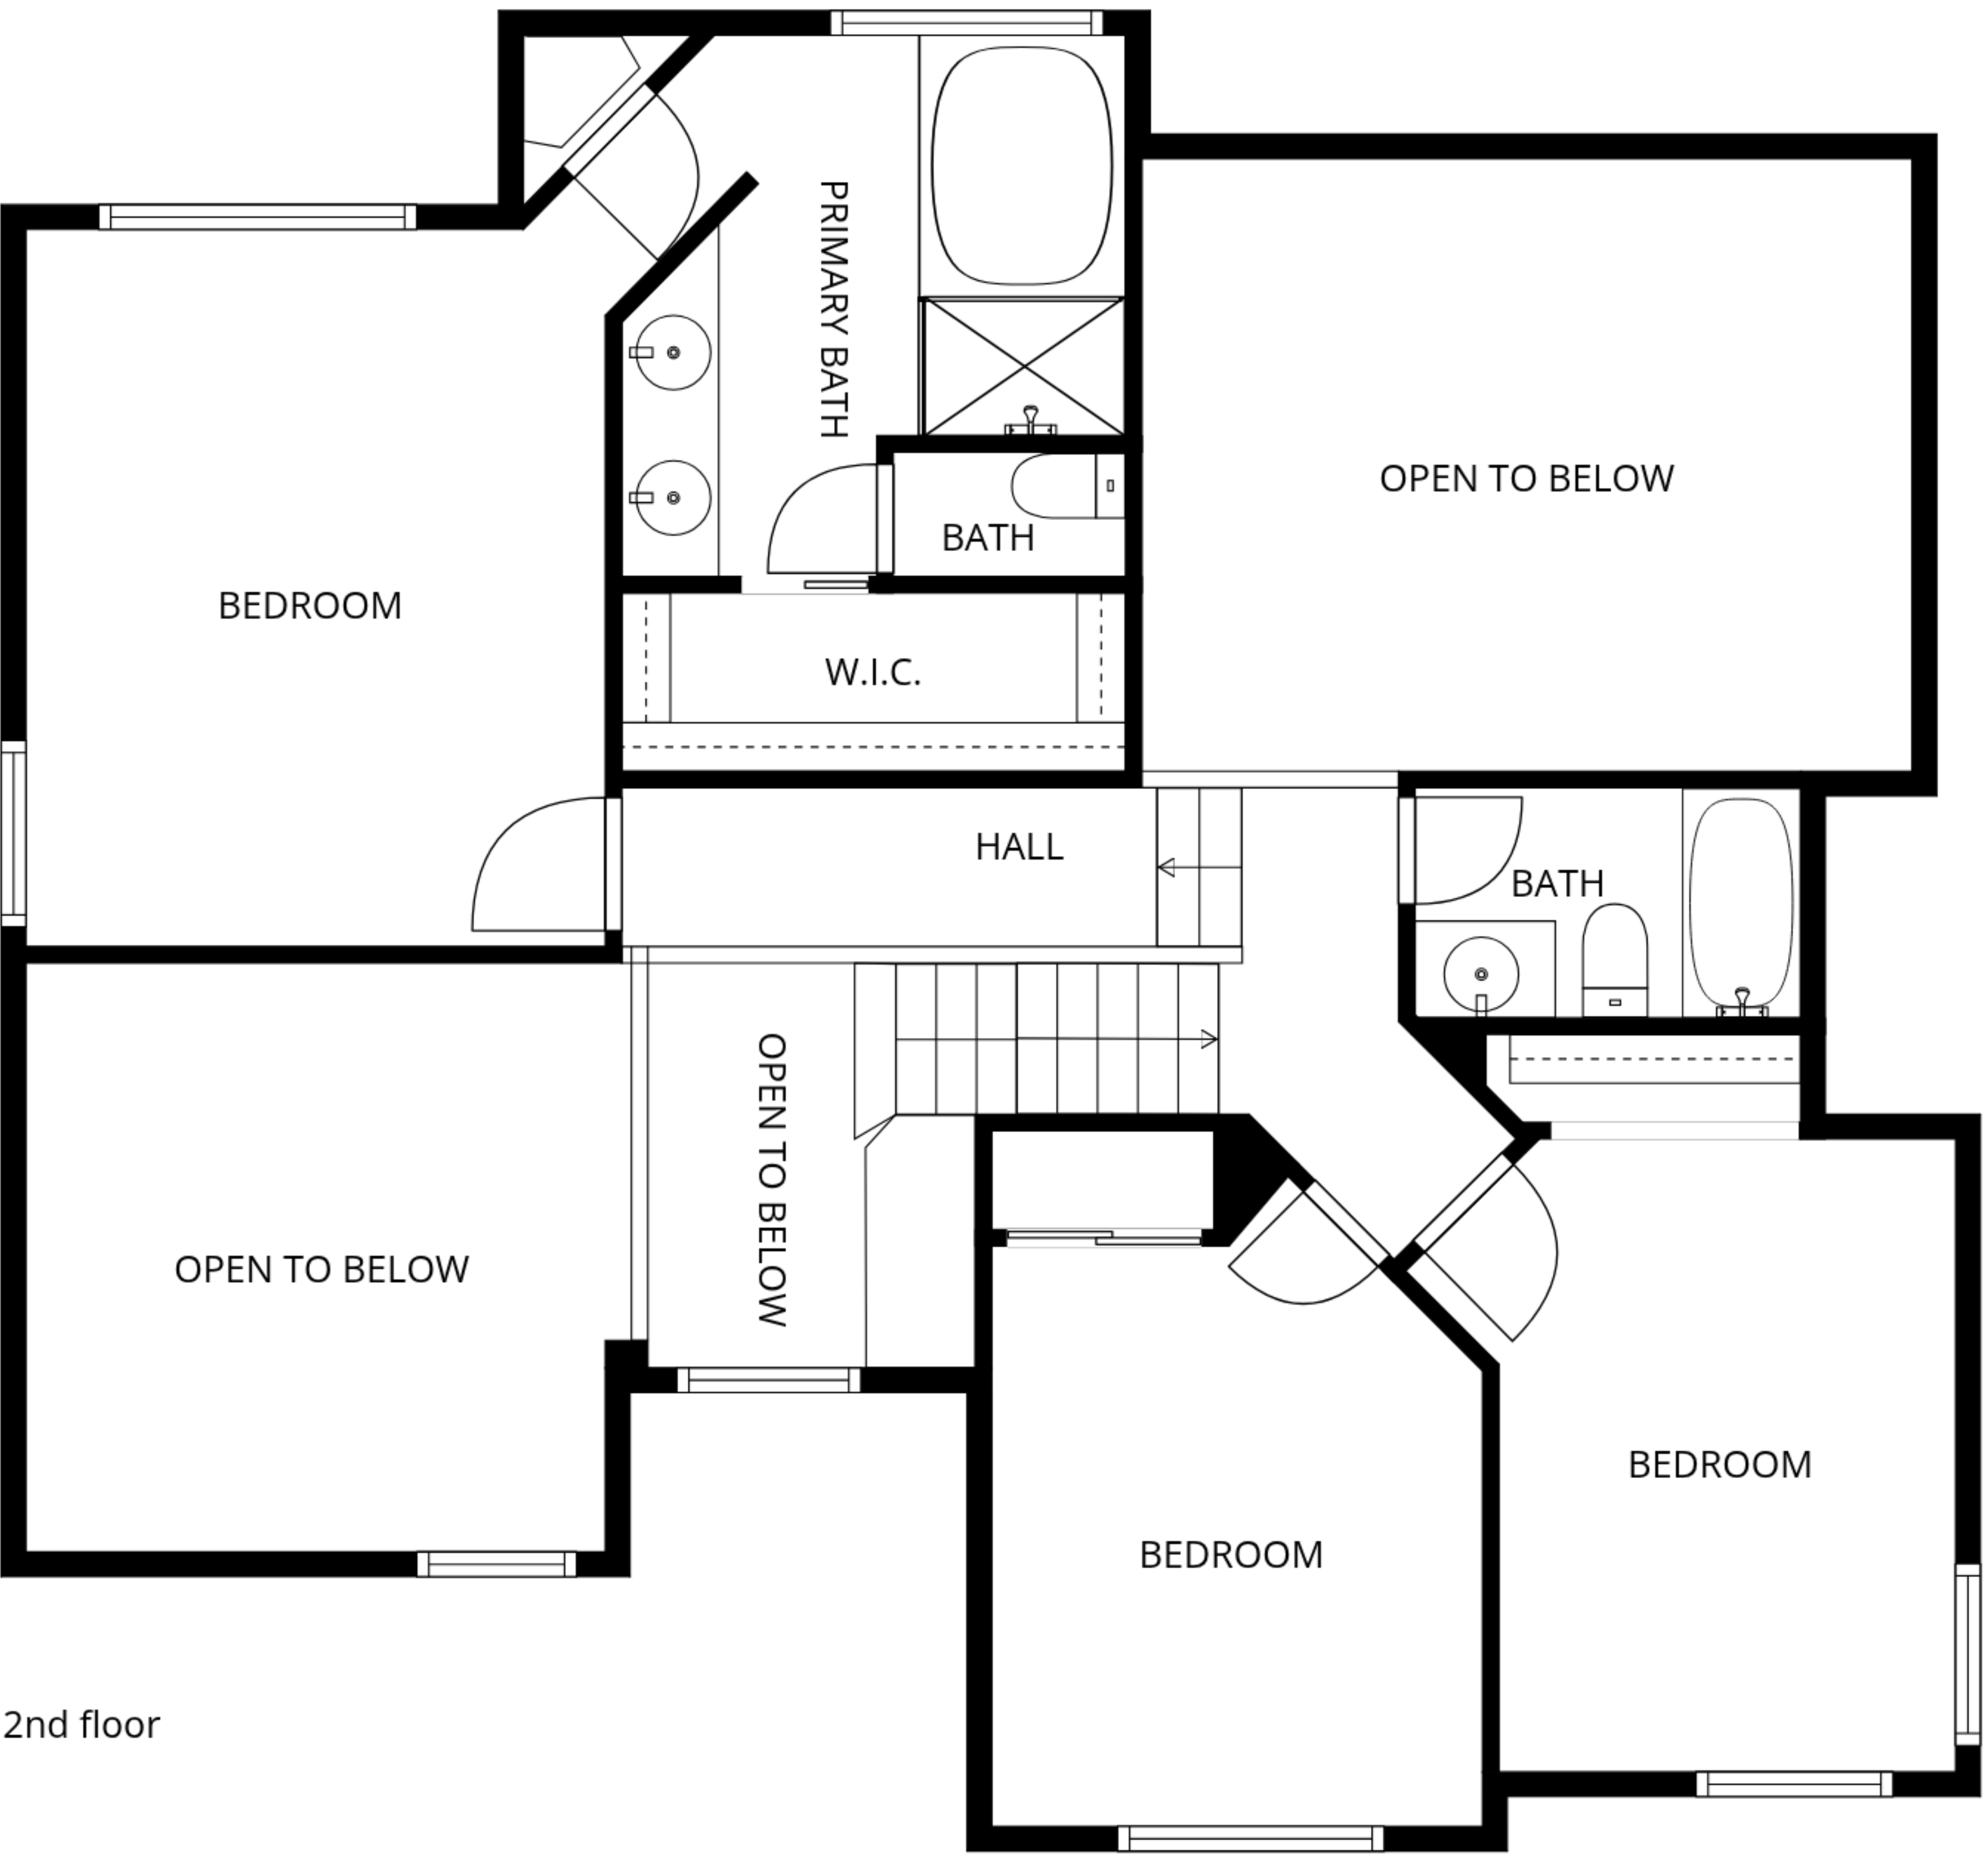 PRIMARY BATH
OPEN TO BELOW
BATH
BEDROOM
W.I.C.
HALL
BATH
OPEN TO BELOW
OPEN TO BELOW
BEDROOM
BEDROOM
2nd floor